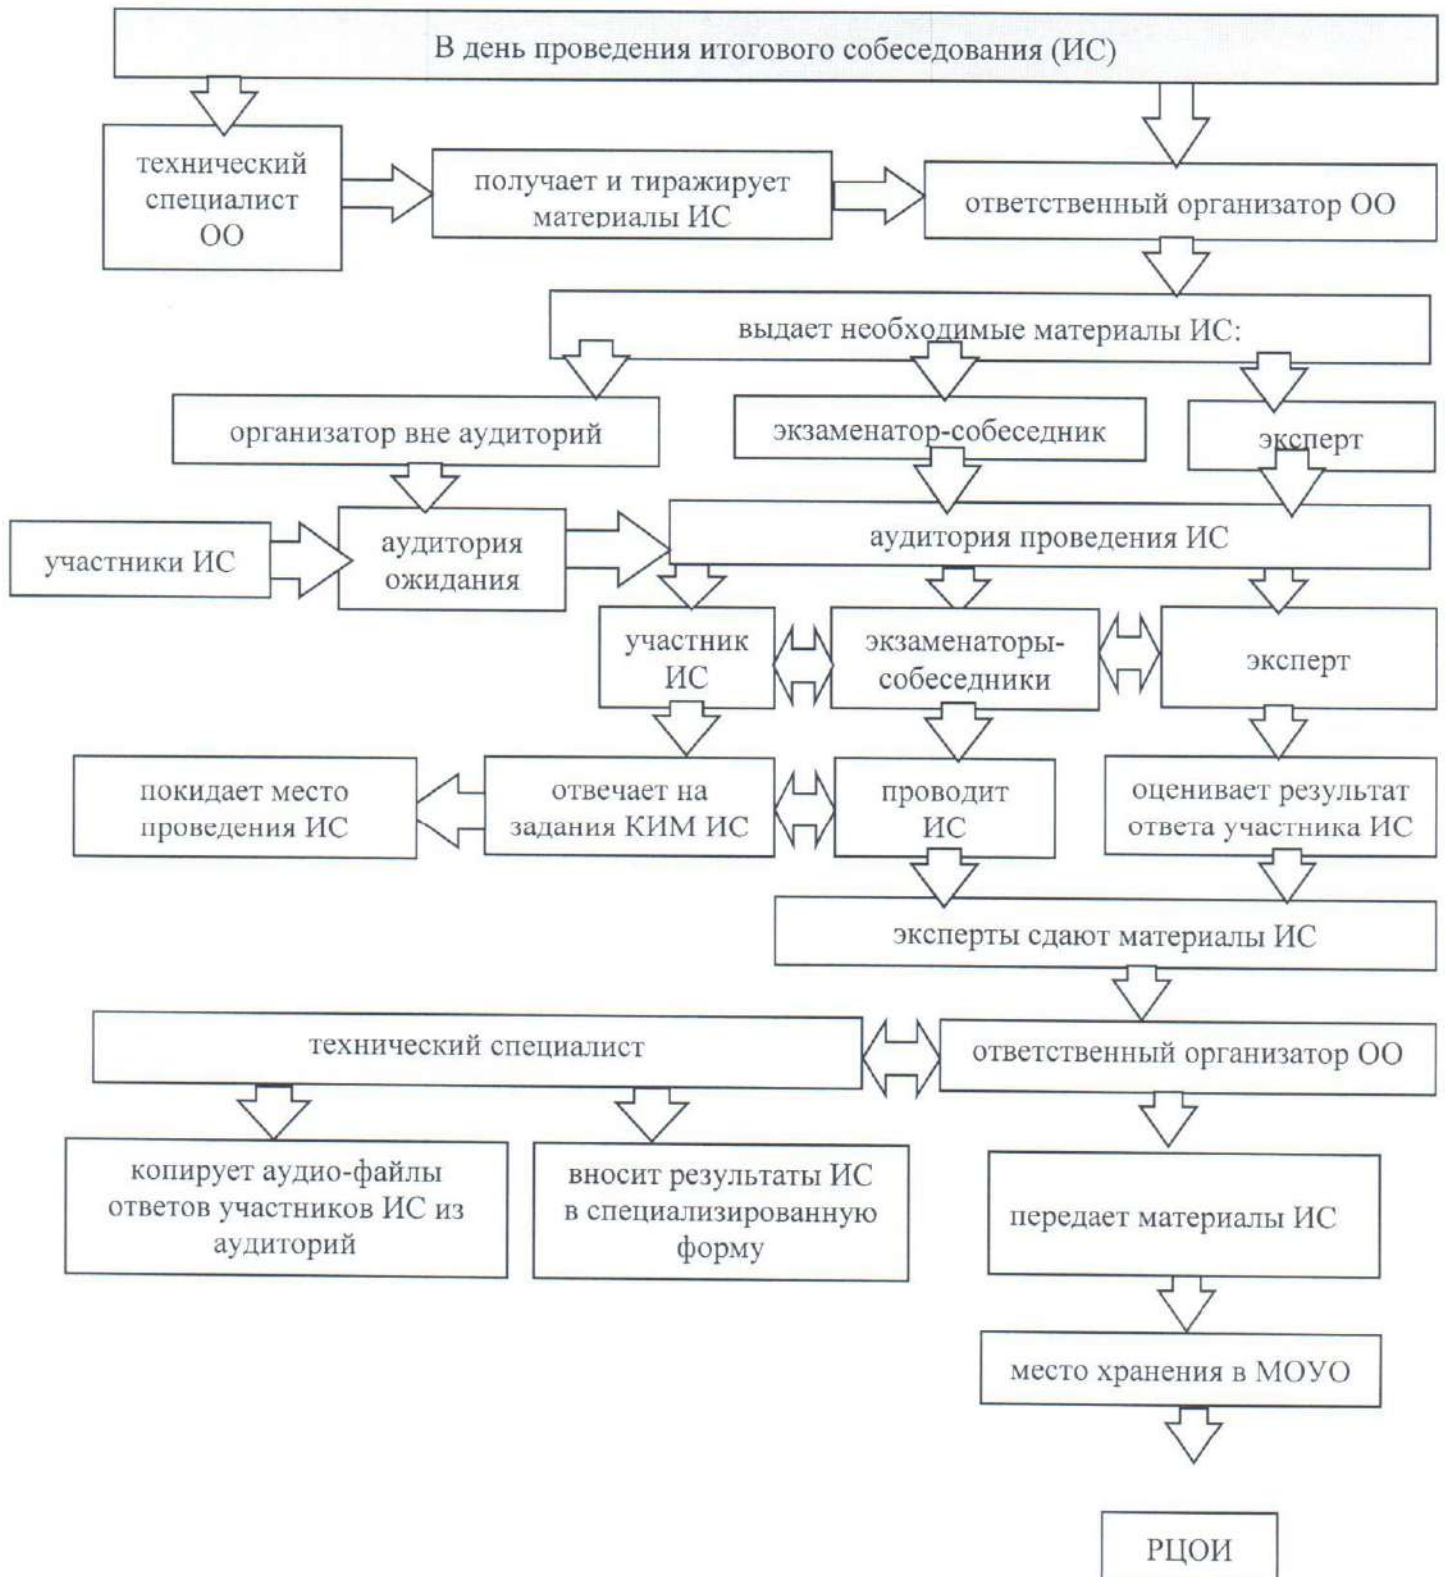 В день проведения итогового собеседования (ИС)
технический
специалист
ОО
получает и тиражирует
материалы ИС
ответственный организатор ОО
выдает необходимые материалы ИС:
организатор вне аудиторий
экзаменатор-собеседник
эксперт
участники ИС
аудитория
ожидания
аудитория проведения ИС
участник
ИС
экзаменаторы-
собеседники
эксперт
покидает место
проведения ИС
отвечает на
задания КИМ ИС
проводит
ИС
оценивает результат
ответа участника ИС
эксперты сдают материалы ИС
технический специалист
ответственный организатор ОО
копирует аудио-файлы
ответов участников ИС из
аудиторий
вносит результаты ИС
в специализированную
форму
передает материалы ИС
место хранения в МОУО
РЦОИ